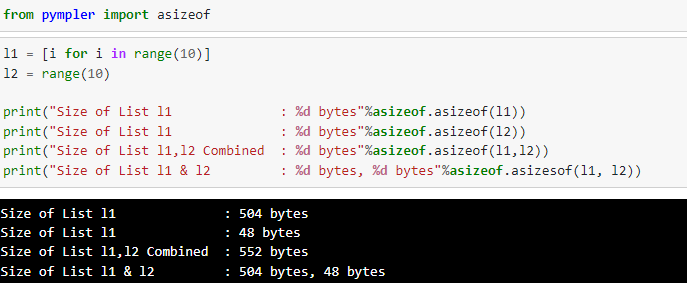 from pympler import asizeof
l1 = [i for i in range(10)]
l2 = range(10)
print("Size of List l1             : %d bytes"%asizeof.asizeof(l1))
print("Size of List l1             : %d bytes"%asizeof.asizeof(l2))
print("Size of List l1,l2 Combined  : %d bytes"%asizeof.asizeof(l1,l2))
print("Size of List l1 & l2         : %d bytes, %d bytes"%asizeof.asizesof(l1, l2))
Size of List l1             : 504 bytes
Size of List l1             : 48 bytes
Size of List l1,l2 Combined  : 552 bytes
Size of List l1 & l2         : 504 bytes, 48 bytes